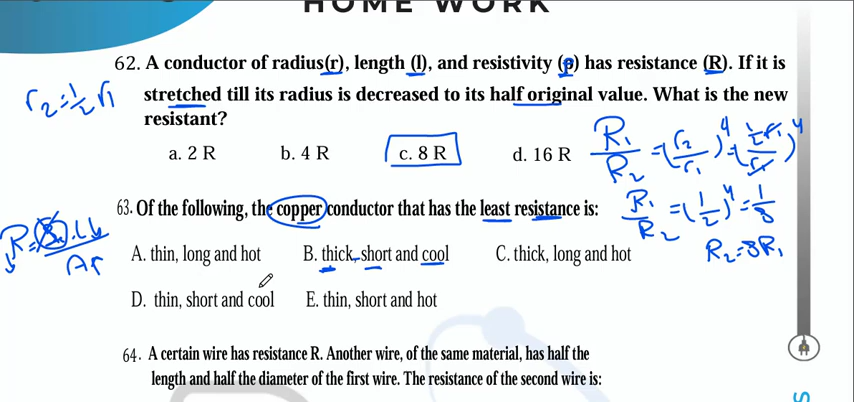 HOME WORK
62. A conductor of radius(r), length (l), and resistivity (ρ) has resistance (R). If it is
stretched till its radius is decreased to its half original value. What is the new
resistant?
r₂=½r₁
a. 2 R b. 4 R c. 8 R d. 16 R
R₁/R₂ =(r₂/r₁)⁴=(½r₁/r₁)⁴
63. Of the following, the copper conductor that has the least resistance is:
R₁/R₂ =(1/2)⁴=1/8
R₂=8R₁
A. thin, long and hot B. thick, short and cool C. thick, long and hot
D. thin, short and cool E. thin, short and hot
64. A certain wire has resistance R. Another wire, of the same material, has half the
length and half the diameter of the first wire. The resistance of the second wire is: